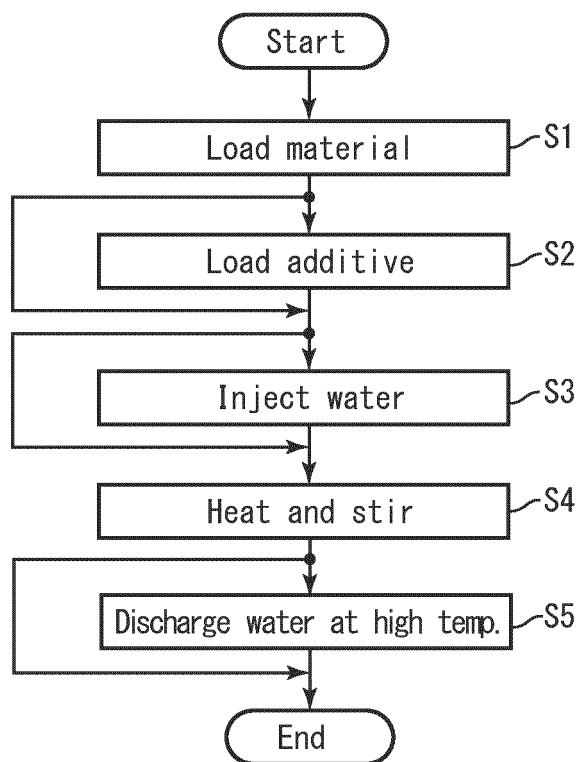 Start
Load material
S1
Load additive
S2
Inject water
S3
Heat and stir
S4
Discharge water at high temp.
S5
End